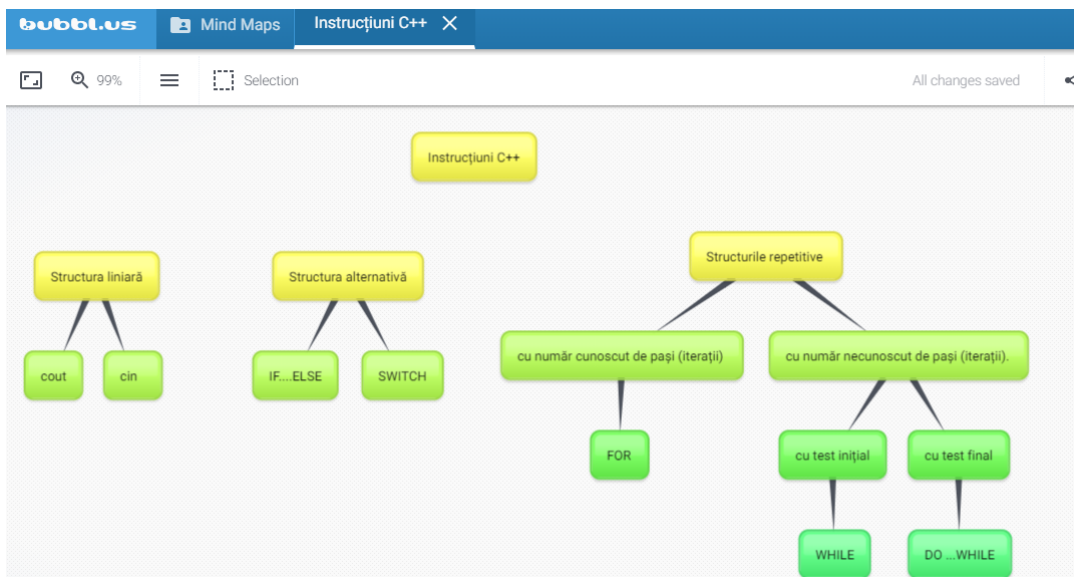 bubbl.us Mind Maps Instrucțiuni C++
99% Selection All changes saved
Instrucțiuni C++
Structura liniară
cout cin
Structura alternativă
IF....ELSE SWITCH
Structurile repetitive
cu număr cunoscut de pași (iterații)
FOR
cu număr necunoscut de pași (iterații).
cu test inițial cu test final
WHILE DO ...WHILE